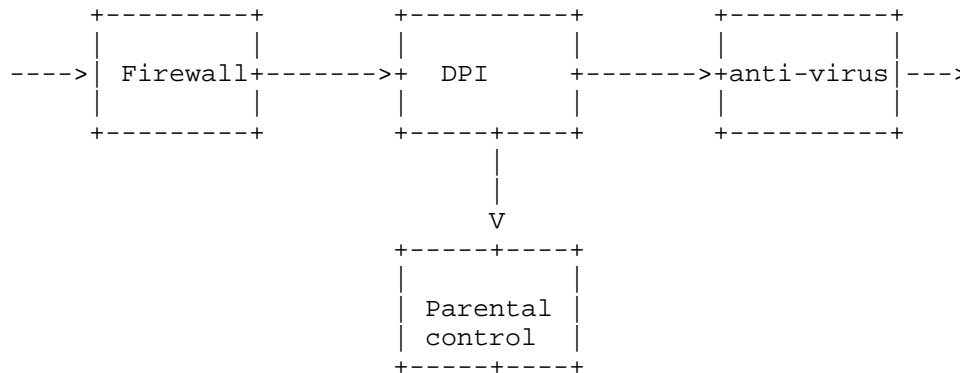 Firewall
DPI
anti-virus
V
Parental
control